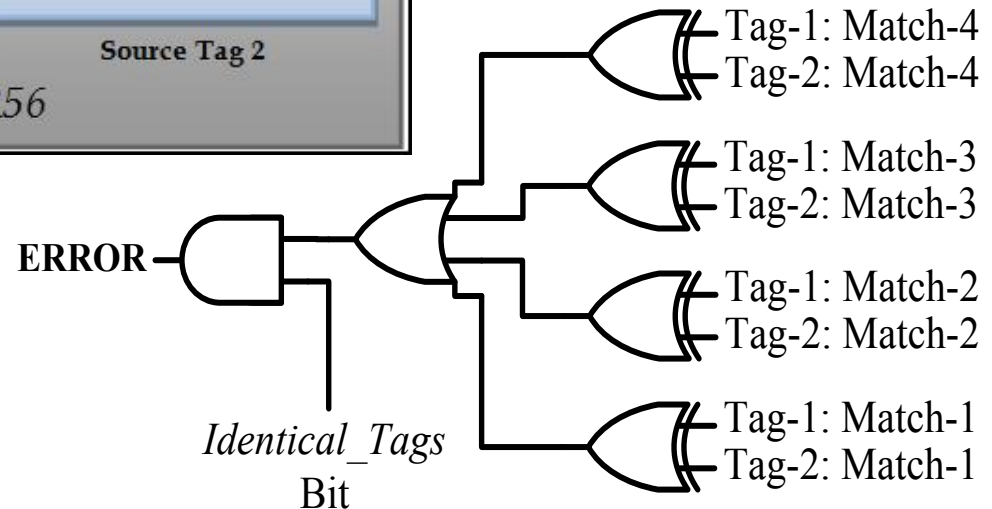 Source Tag 2
56
Tag-1: Match-4
Tag-2: Match-4
Tag-1: Match-3
Tag-2: Match-3
ERROR
Tag-1: Match-2
Tag-2: Match-2
Identical_Tags
Bit
Tag-1: Match-1
Tag-2: Match-1